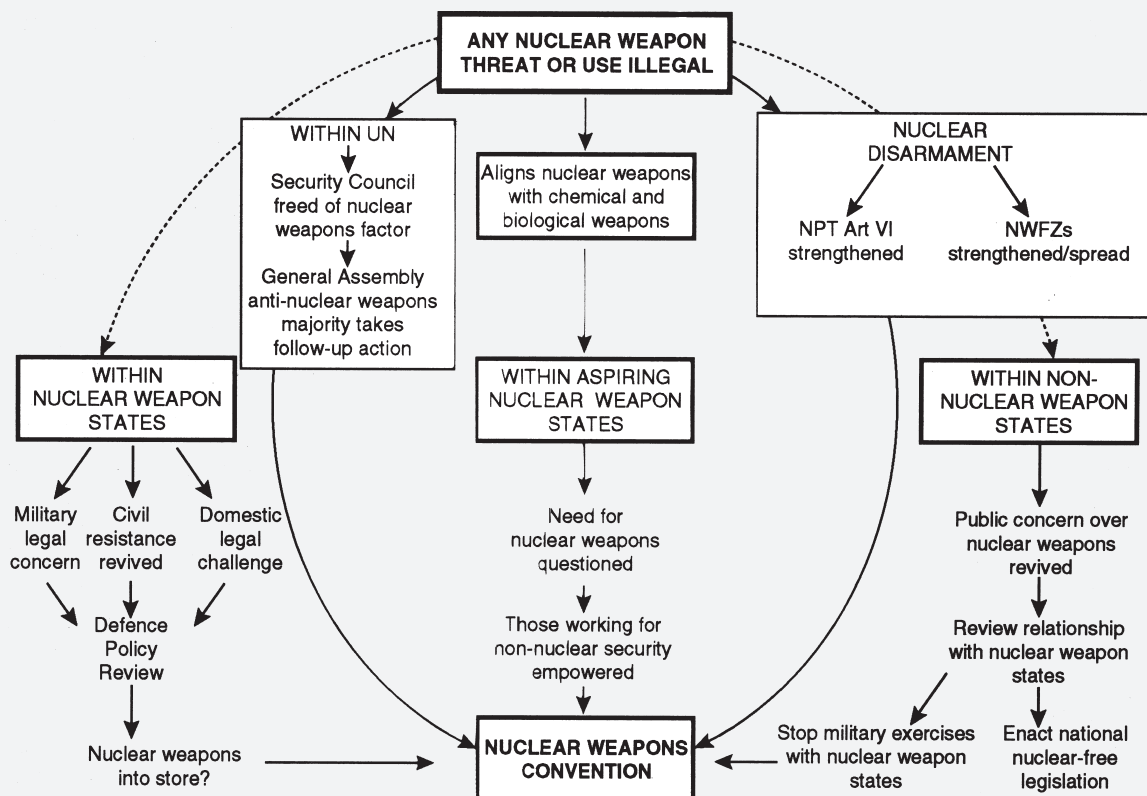 ANY NUCLEAR WEAPON
THREAT OR USE ILLEGAL
WITHIN UN
Security Council
freed of nuclear
weapons factor
General Assembly
anti-nuclear weapons
majority takes
follow-up action
Aligns nuclear weapons
with chemical and
biological weapons
NUCLEAR
DISARMAMENT
NPT Art VI
strengthened
NWFZs
strengthened/spread
WITHIN
NUCLEAR WEAPON
STATES
WITHIN ASPIRING
NUCLEAR WEAPON
STATES
WITHIN NON-
NUCLEAR WEAPON
STATES
Military
legal
concern
Civil
resistance
revived
Domestic
legal
challenge
Defence
Policy
Review
Nuclear weapons
into store?
Need for
nuclear weapons
questioned
Those working for
non-nuclear security
empowered
NUCLEAR WEAPONS
CONVENTION
Public concern over
nuclear weapons
revived
Review relationship
with nuclear weapon
states
Stop military exercises
with nuclear weapon
states
Enact national
nuclear-free
legislation